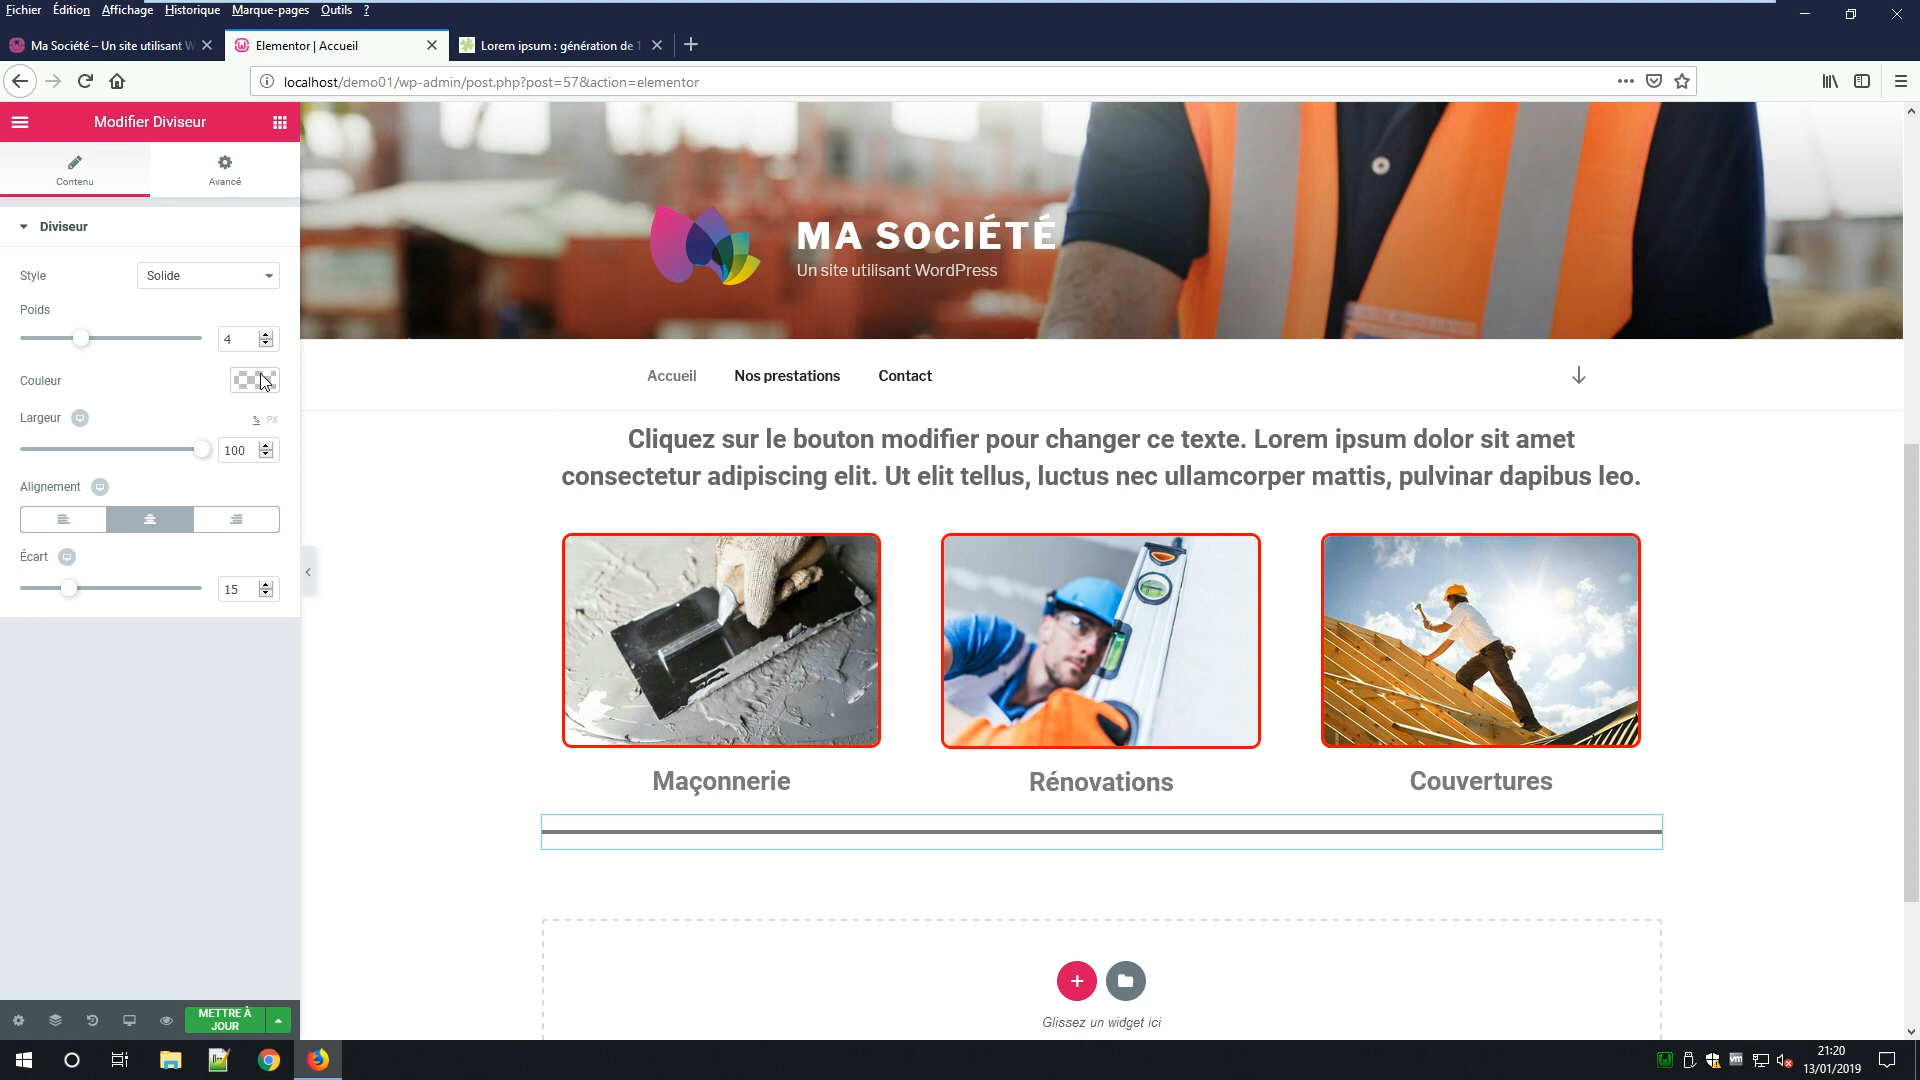 Fichier Édition Affichage Historique Marque-pages Outils ?
Ma Société – Un site utilisant W
Elementor | Accueil
Lorem ipsum : génération de 1
localhost/demo01/wp-admin/post.php?post=57&action=elementor
Modifier Diviseur
Contenu
Avancé
Diviseur
Style
Solide
Poids
4
Couleur
Largeur
% PX
100
Alignement
Écart
15
METTRE À
JOUR
MA SOCIÉTÉ
Un site utilisant WordPress
Accueil Nos prestations Contact
Cliquez sur le bouton modifier pour changer ce texte. Lorem ipsum dolor sit amet
consectetur adipiscing elit. Ut elit tellus, luctus nec ullamcorper mattis, pulvinar dapibus leo.
Maçonnerie
Rénovations
Couvertures
Glissez un widget ici
21:20
13/01/2019